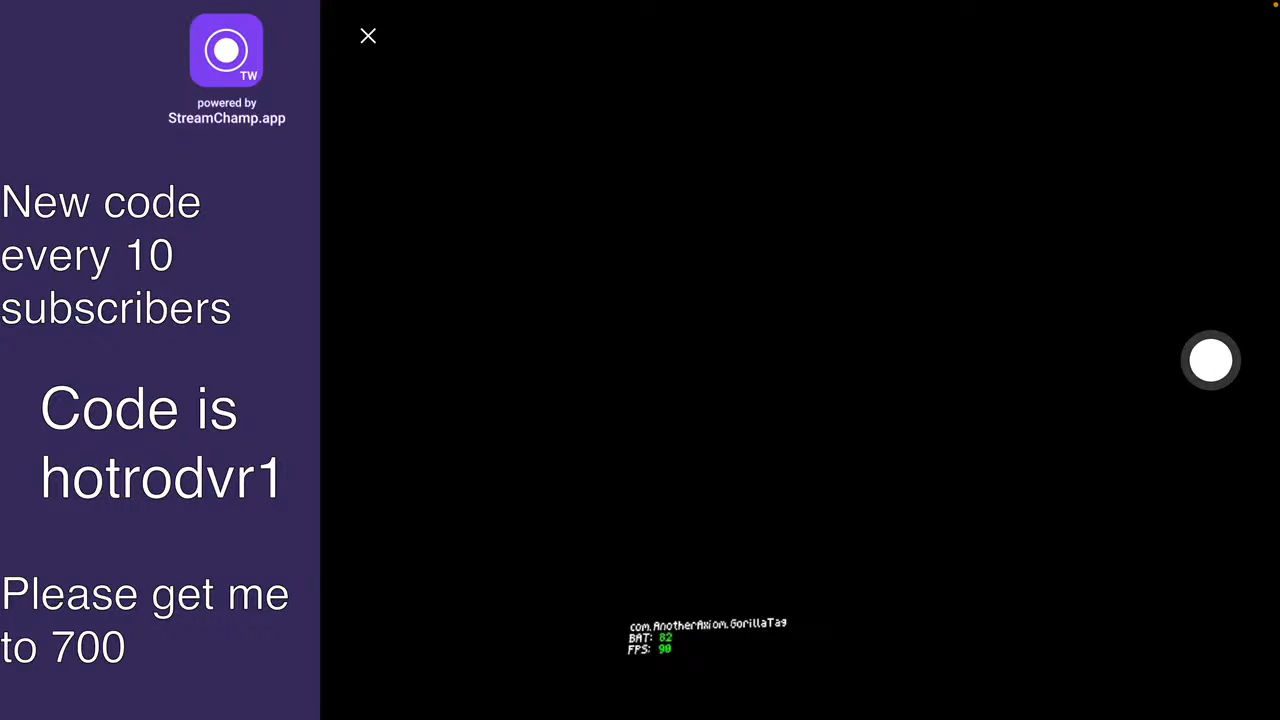 TW
powered by
StreamChamp.app
New code
every 10
subscribers
Code is
hotrodvr1
Please get me
to 700
com.AnotherAxiom.GorillaTag
BAT: 82
FPS: 90